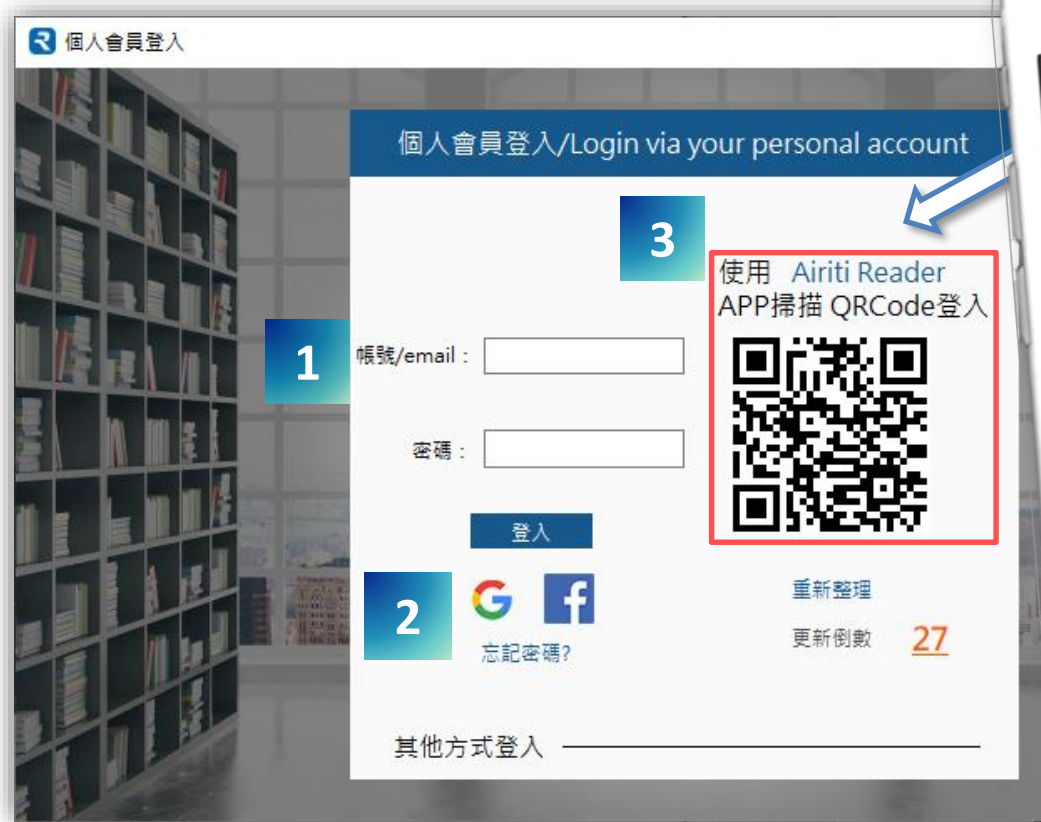 個人會員登入
個人會員登入/Login via your personal account
3
使用 Airiti Reader
APP掃描 QRCode登入
1
帳號/email：
密碼：
登入
2
忘記密碼?
重新整理
更新倒數 27
其他方式登入